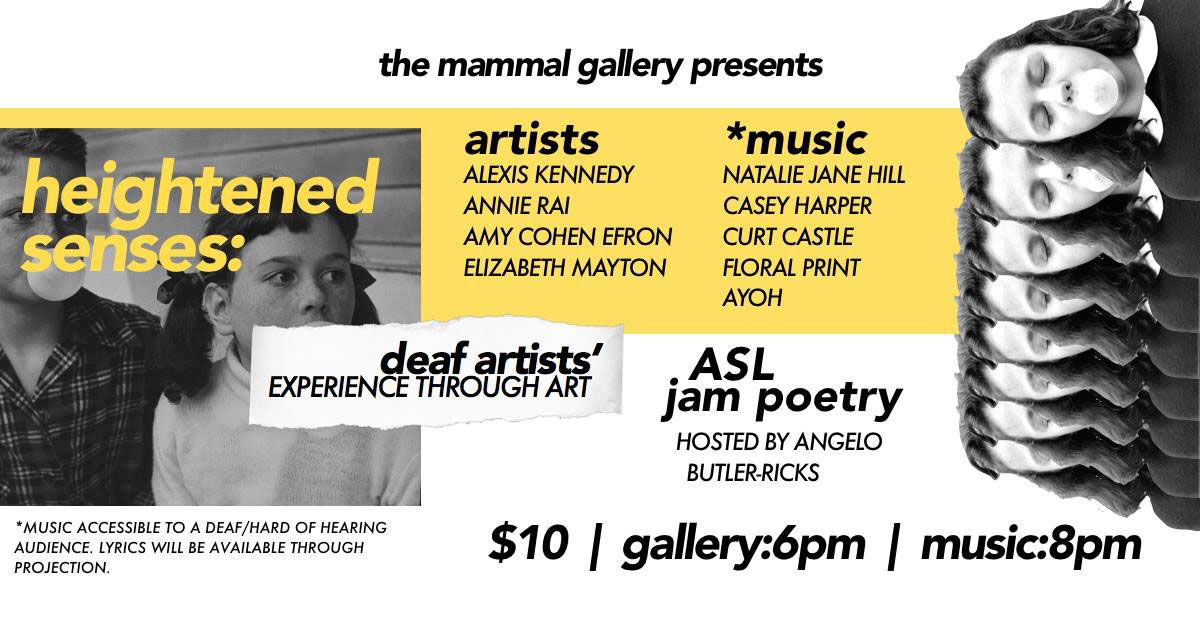 the mammal gallery presents
heightened
senses:
deaf artists'
EXPERIENCE THROUGH ART
artists
ALEXIS KENNEDY
ANNIE RAI
AMY COHEN EFRON
ELIZABETH MAYTON
*music
NATALIE JANE HILL
CASEY HARPER
CURT CASTLE
FLORAL PRINT
AYOH
ASL
jam poetry
HOSTED BY ANGELO
BUTLER-RICKS
*MUSIC ACCESSIBLE TO A DEAF/HARD OF HEARING
AUDIENCE. LYRICS WILL BE AVAILABLE THROUGH
PROJECTION.
$10 | gallery:6pm | music:8pm